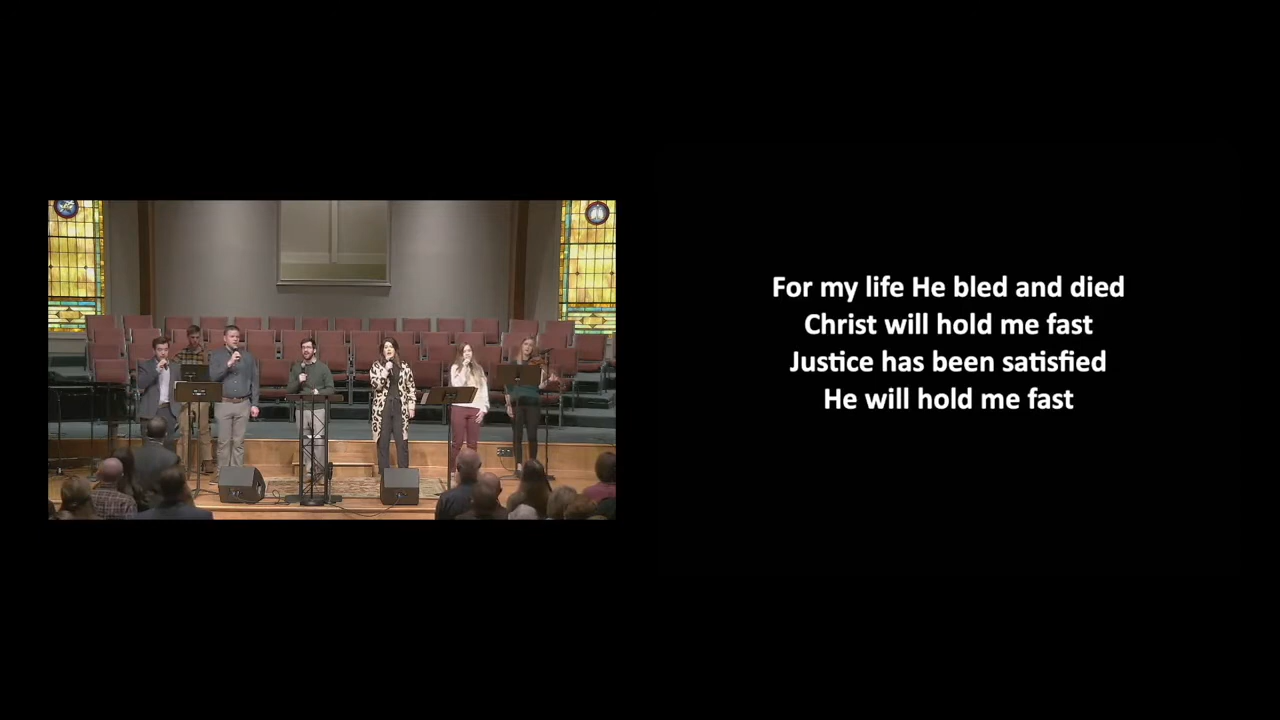 For my life He bled and died
Christ will hold me fast
Justice has been satisfied
He will hold me fast